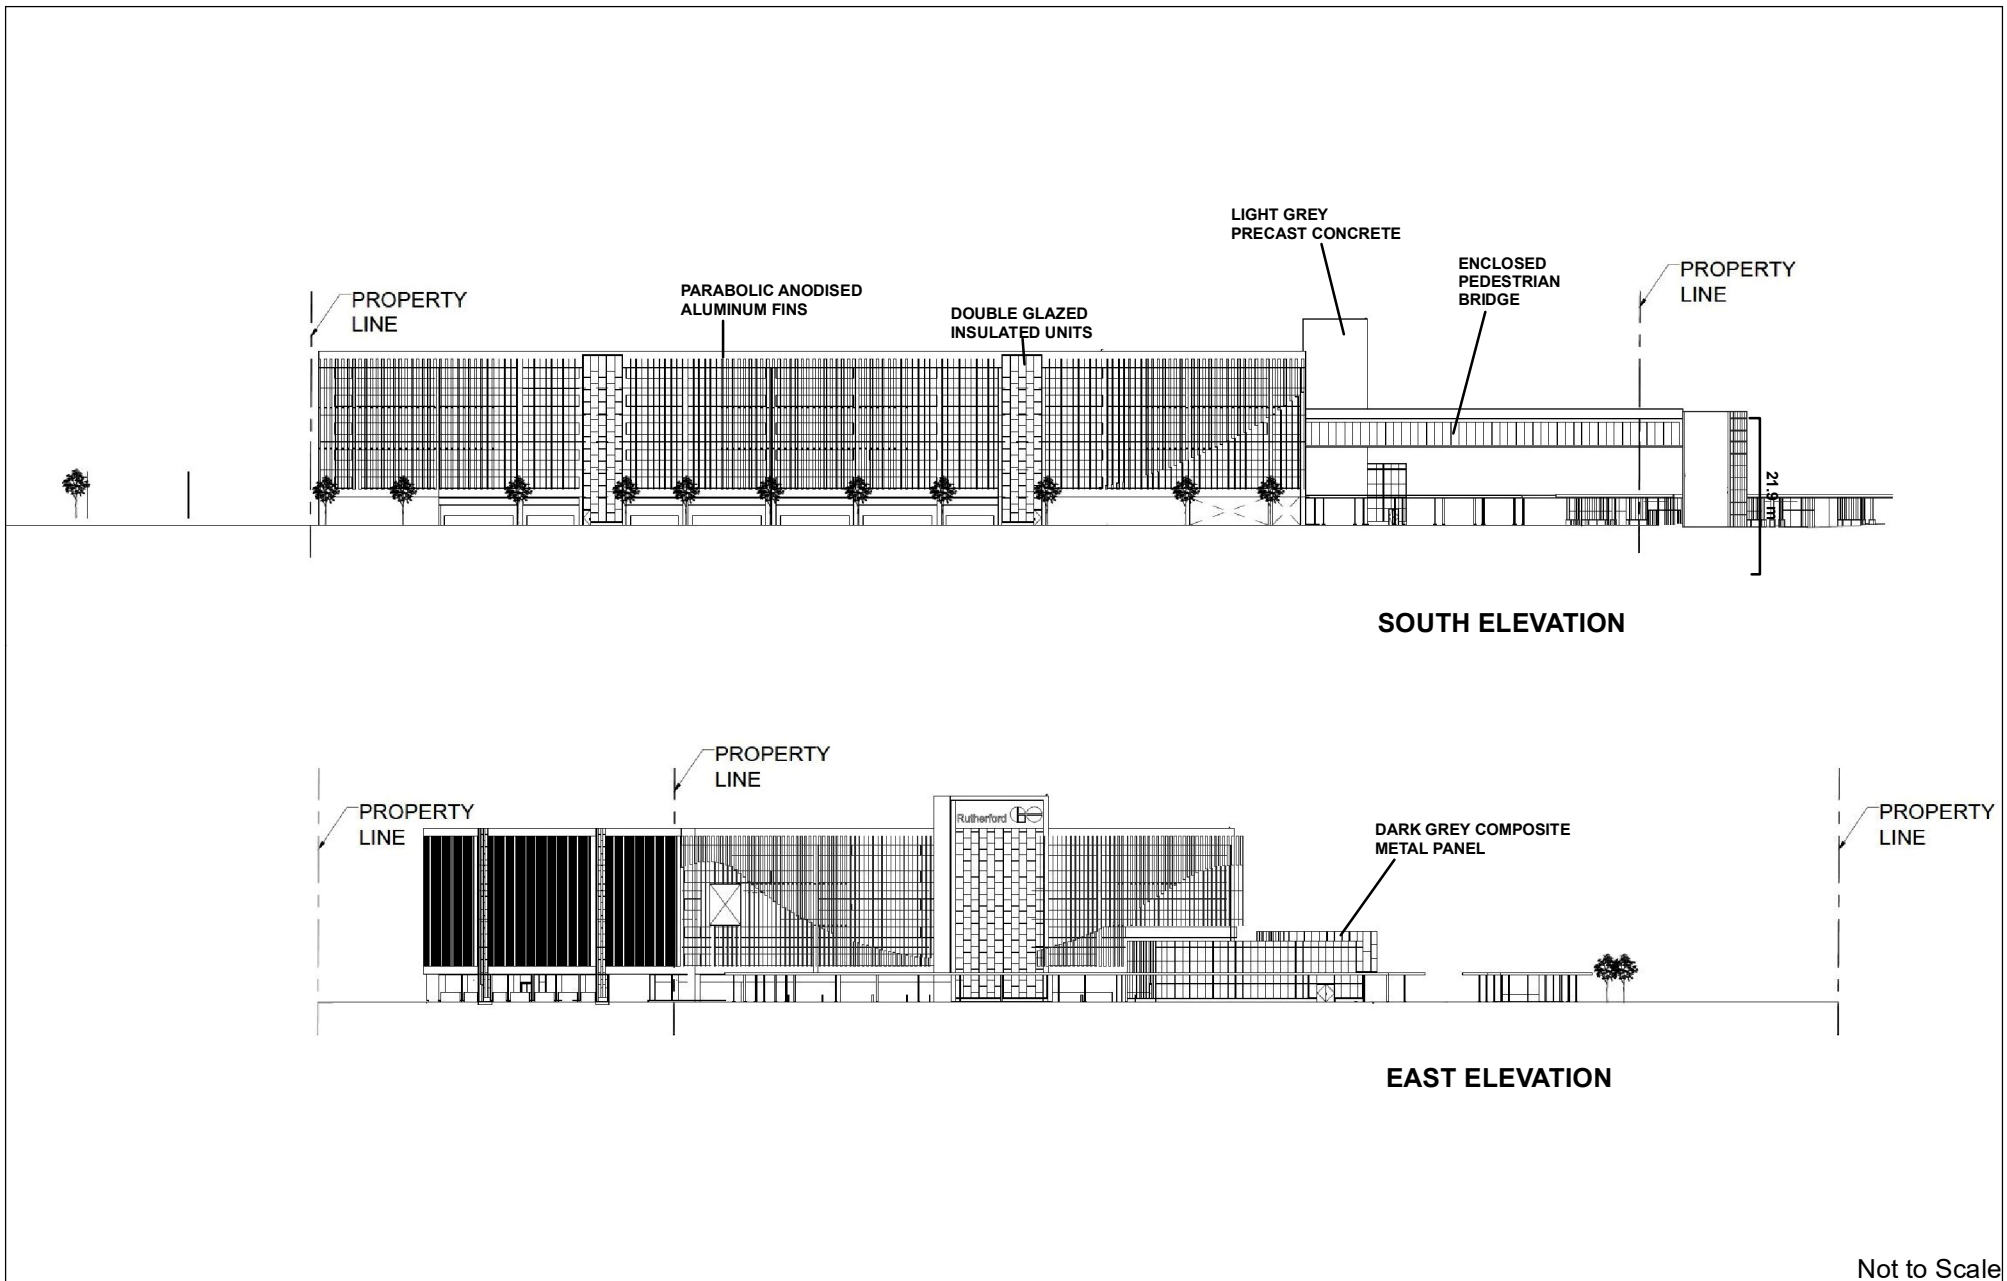 LIGHT GREY
PRECAST CONCRETE
ENCLOSED
PEDESTRIAN
BRIDGE
PROPERTY
LINE
PARABOLIC ANODISED
ALUMINUM FINS
PROPERTY
LINE
DOUBLE GLAZED
INSULATED UNITS
21.9 m
SOUTH ELEVATION
PROPERTY
LINE
PROPERTY
LINE
Rutherford GO
DARK GREY COMPOSITE
METAL PANEL
PROPERTY
LINE
EAST ELEVATION
Not to Scale